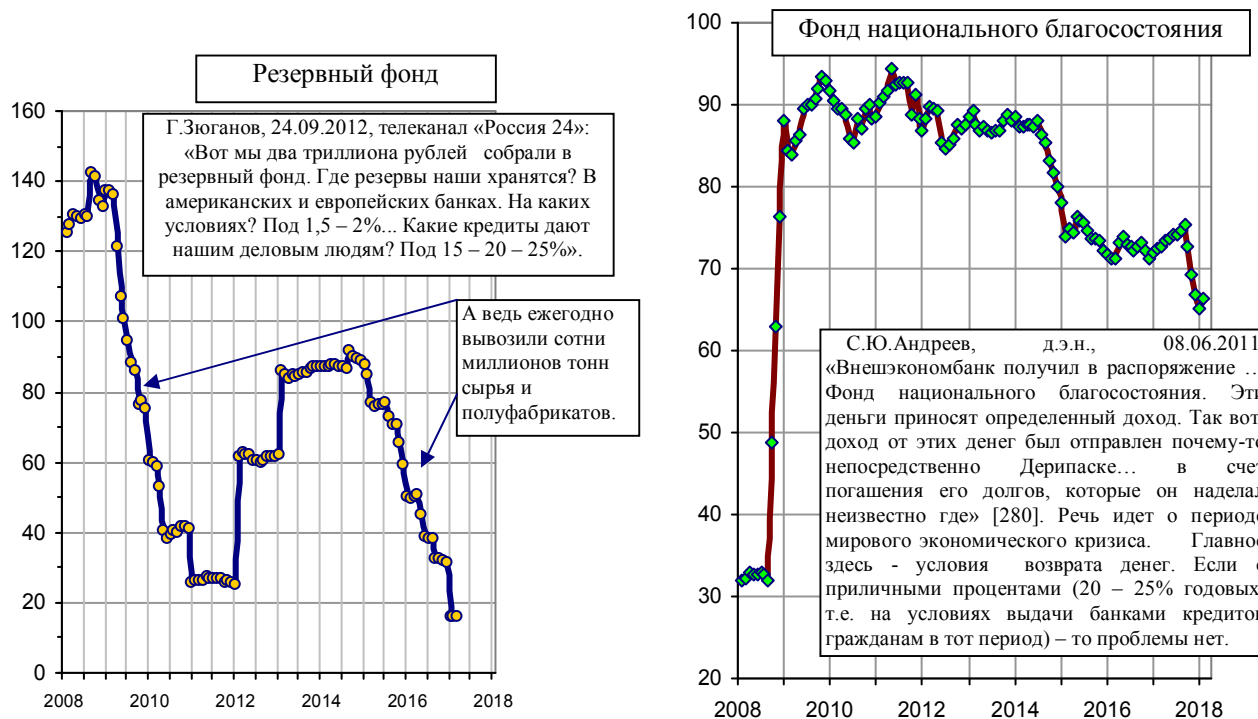 Резервный фонд
160
140
120
100
80
60
40
20
0
2008 2010 2012 2014 2016 2018
Г.Зюганов, 24.09.2012, телеканал «Россия 24»:
«Вот мы два триллиона рублей собрали в
резервный фонд. Где резервы наши хранятся? В
американских и европейских банках. На каких
условиях? Под 1,5 – 2%... Какие кредиты дают
нашим деловым людям? Под 15 – 20 – 25%».
А ведь ежегодно
вывозили сотни
миллионов тонн
сырья и
полуфабрикатов.
Фонд национального благосостояния
100
90
80
70
60
50
40
30
20
2008 2010 2012 2014 2016 2018
С.Ю.Андреев, д.э.н., 08.06.2011
«Внешэкономбанк получил в распоряжение …
Фонд национального благосостояния. Эти
деньги приносят определенный доход. Так вот
доход от этих денег был отправлен почему-то
непосредственно Дерипаске… в счет
погашения его долгов, которые он наделал
неизвестно где» [280]. Речь идет о периоде
мирового экономического кризиса. Главное
здесь - условия возврата денег. Если с
приличными процентами (20 – 25% годовых,
т.е. на условиях выдачи банками кредитов
гражданам в тот период) – то проблемы нет.